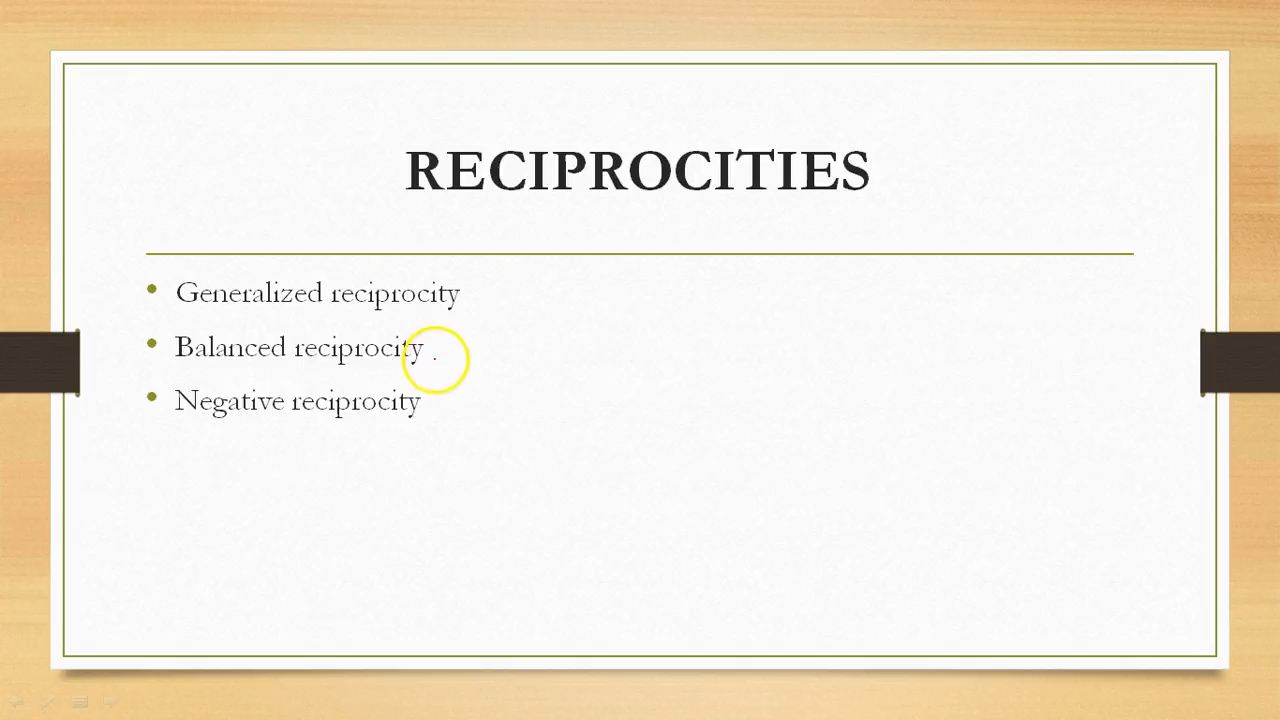 RECIPROCITIES
• Generalized reciprocity
• Balanced reciprocity
• Negative reciprocity